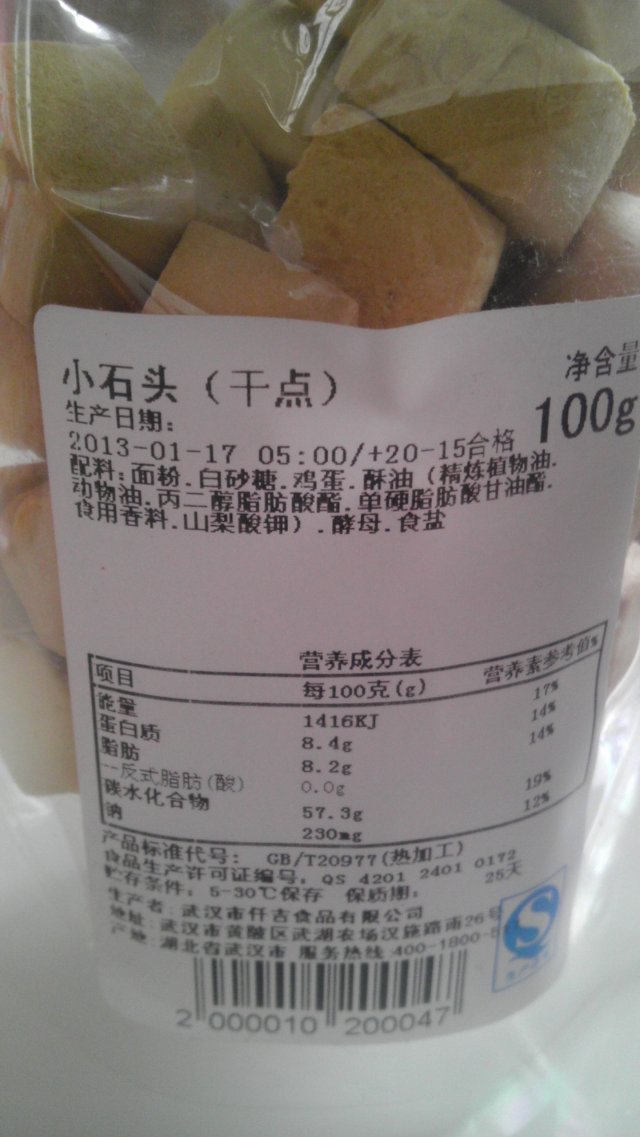 小石头（干点）
净含量
100g
生产日期：
2013-01-17 05:00/+20-15合格
配料：面粉.白砂糖.鸡蛋.酥油（精炼植物油.
动物油.丙二醇脂肪酸酯.单硬脂肪酸甘油酯.
食用香料.山梨酸钾）.酵母.食盐
营养成分表
项目 每100克(g) 营养素参考值%
能量 1416KJ 17%
蛋白质 8.4g 14%
脂肪 8.2g 14%
--反式脂肪(酸) 0.0g
碳水化合物 57.3g 19%
钠 230mg 12%
产品标准代号： GB/T20977(热加工)
食品生产许可证编号：QS 4201 2401 0172
贮存条件：5-30℃保存 保质期： 25天
生产者：武汉市仟吉食品有限公司
地址：武汉市黄陂区武湖农场汉施路南26号
产地：湖北省武汉市 服务热线：400-1800-
2 000010 200047